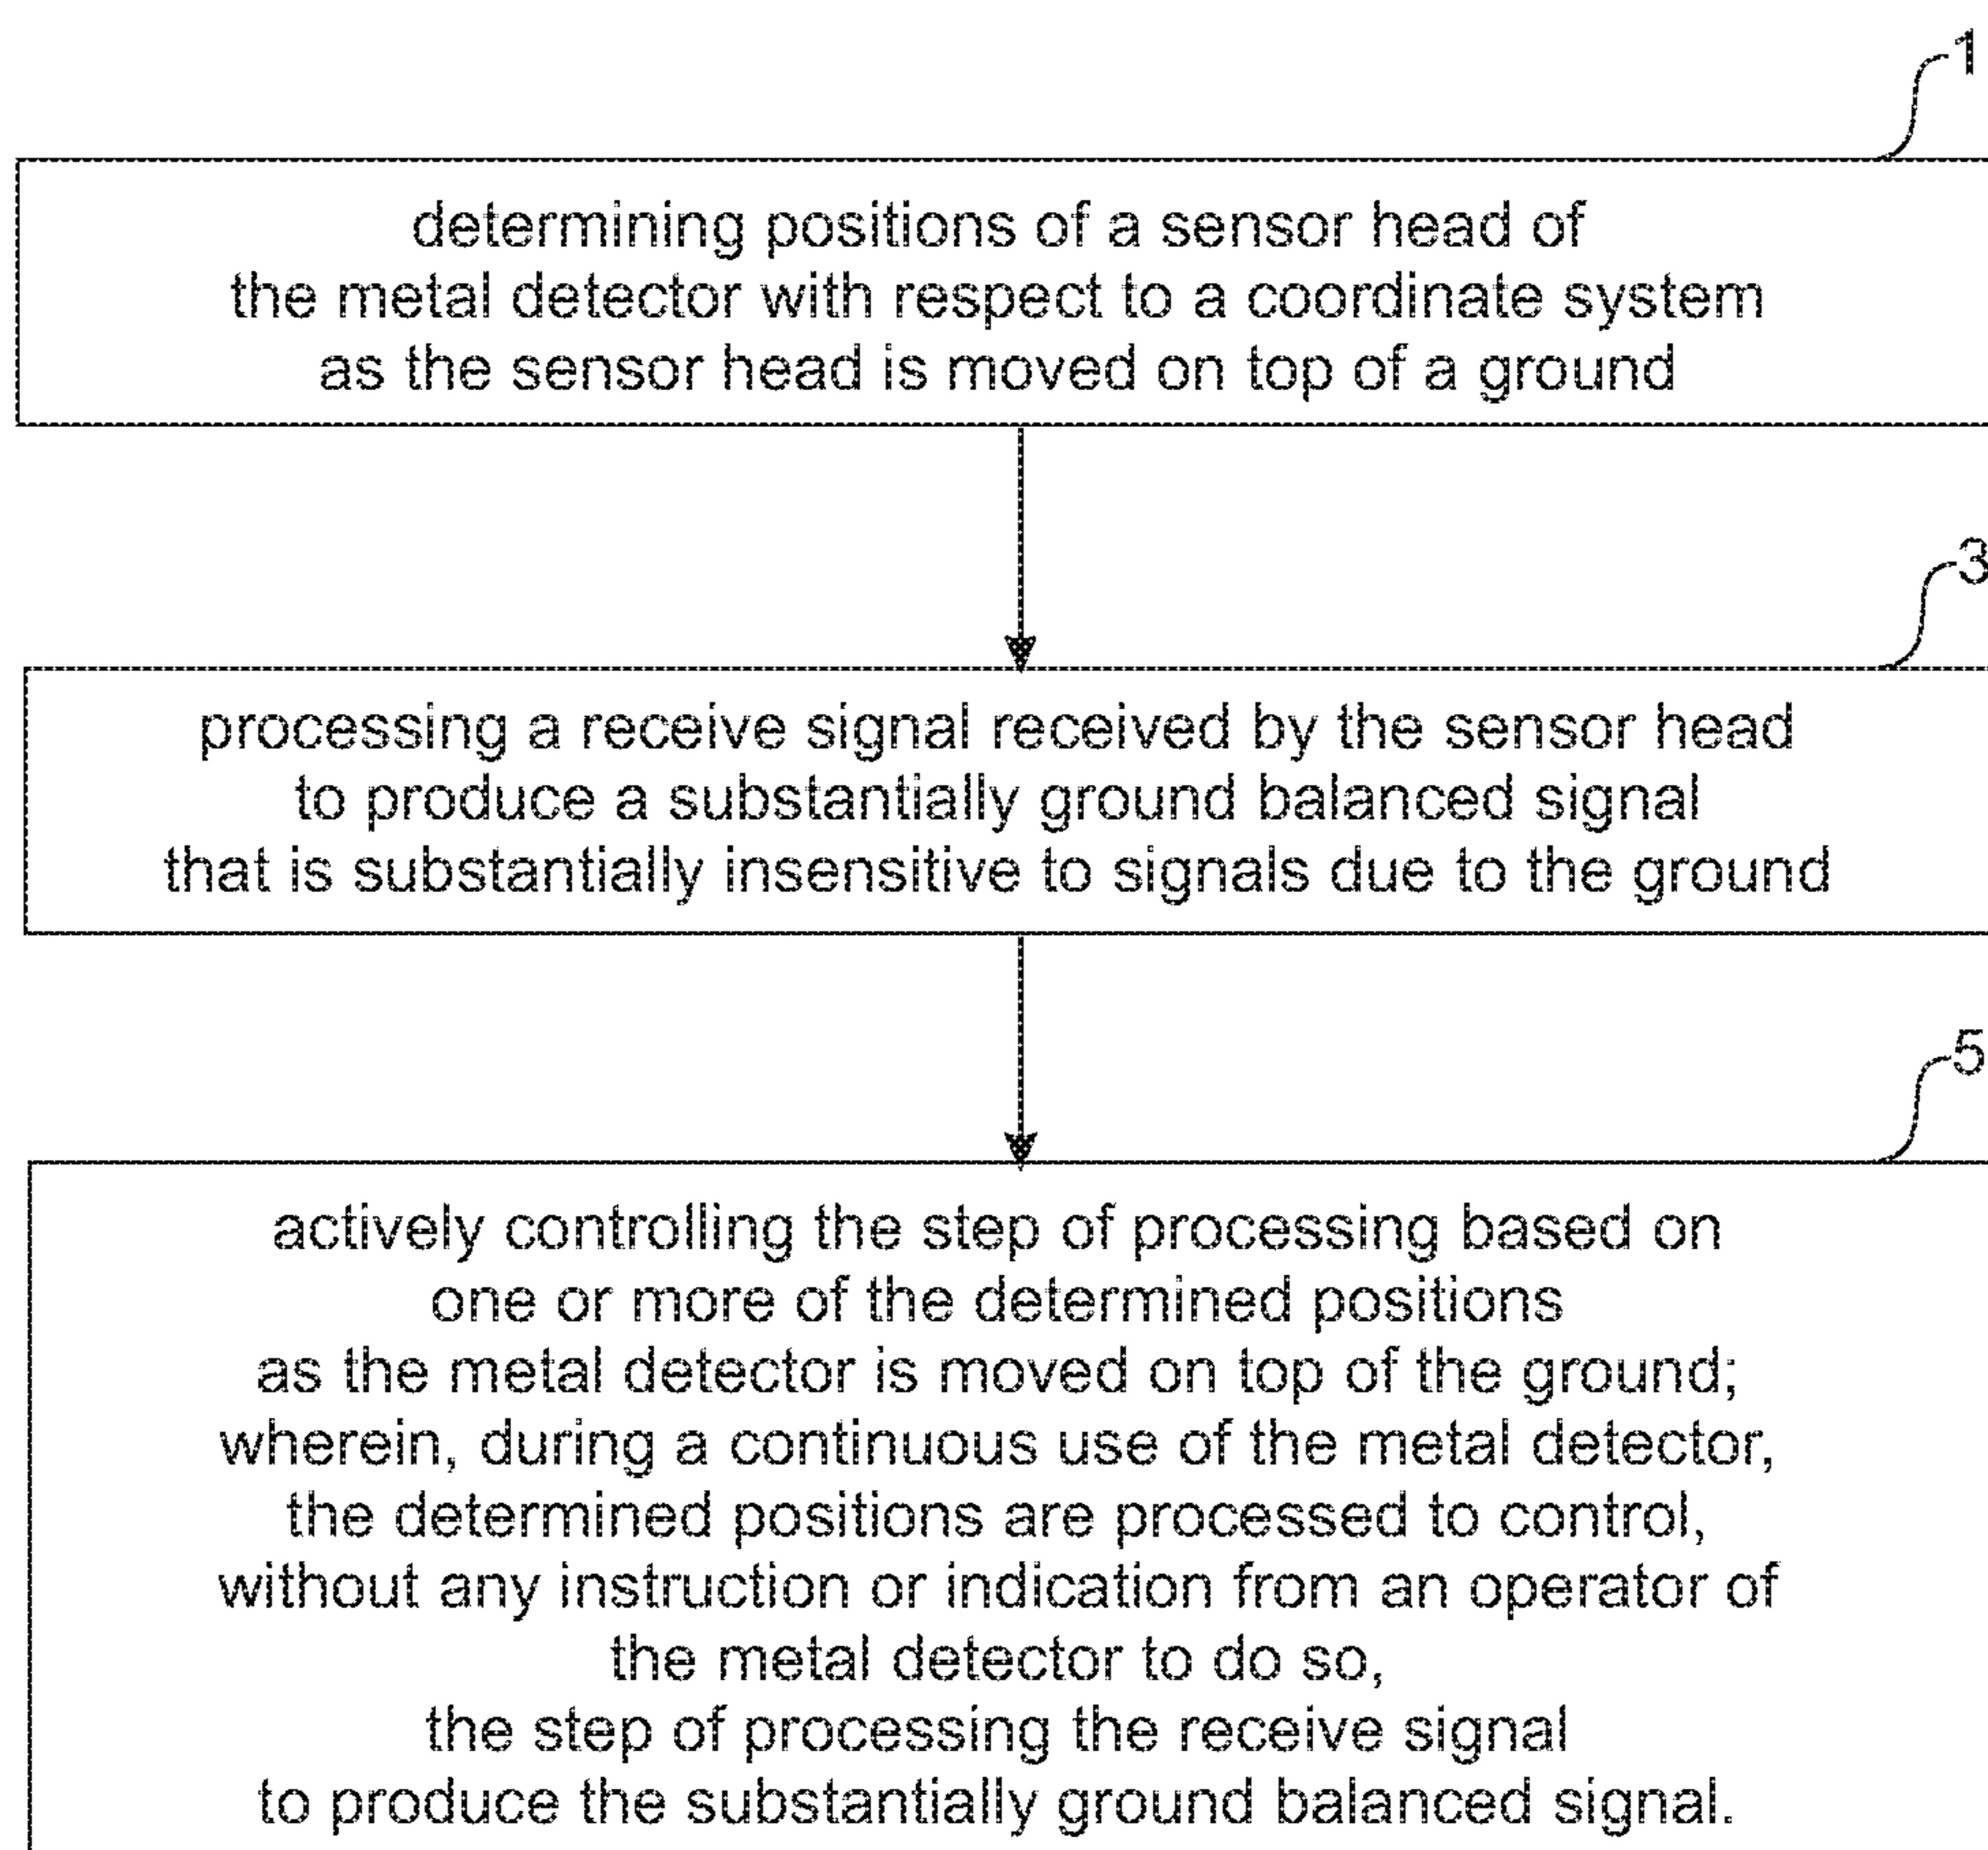 1
determining positions of a sensor head of
the metal detector with respect to a coordinate system
as the sensor head is moved on top of a ground
3
processing a receive signal received by the sensor head
to produce a substantially ground balanced signal
that is substantially insensitive to signals due to the ground
5
actively controlling the step of processing based on
one or more of the determined positions
as the metal detector is moved on top of the ground;
wherein, during a continuous use of the metal detector,
the determined positions are processed to control,
without any instruction or indication from an operator of
the metal detector to do so,
the step of processing the receive signal
to produce the substantially ground balanced signal.